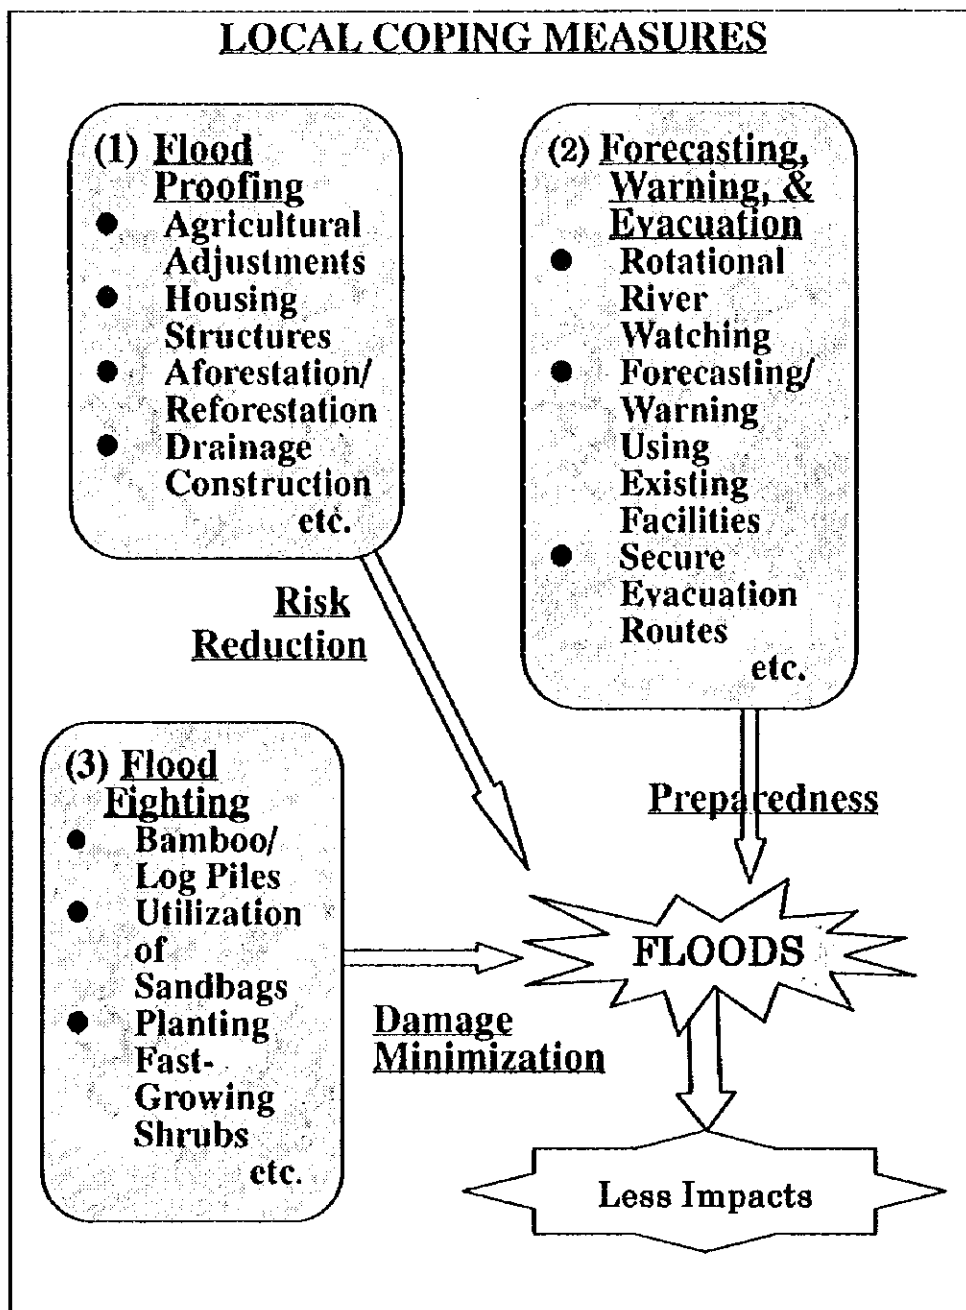 LOCAL COPING MEASURES
(1) Flood
Proofing
● Agricultural
Adjustments
● Housing
Structures
● Aforestation/
Reforestation
● Drainage
Construction
etc.
(2) Forecasting,
Warning, &
Evacuation
● Rotational
River
Watching
● Forecasting/
Warning
Using
Existing
Facilities
● Secure
Evacuation
Routes
etc.
Risk
Reduction
(3) Flood
Fighting
● Bamboo/
Log Piles
● Utilization
of
Sandbags
● Planting
Fast-
Growing
Shrubs
etc.
Preparedness
FLOODS
Damage
Minimization
Less Impacts